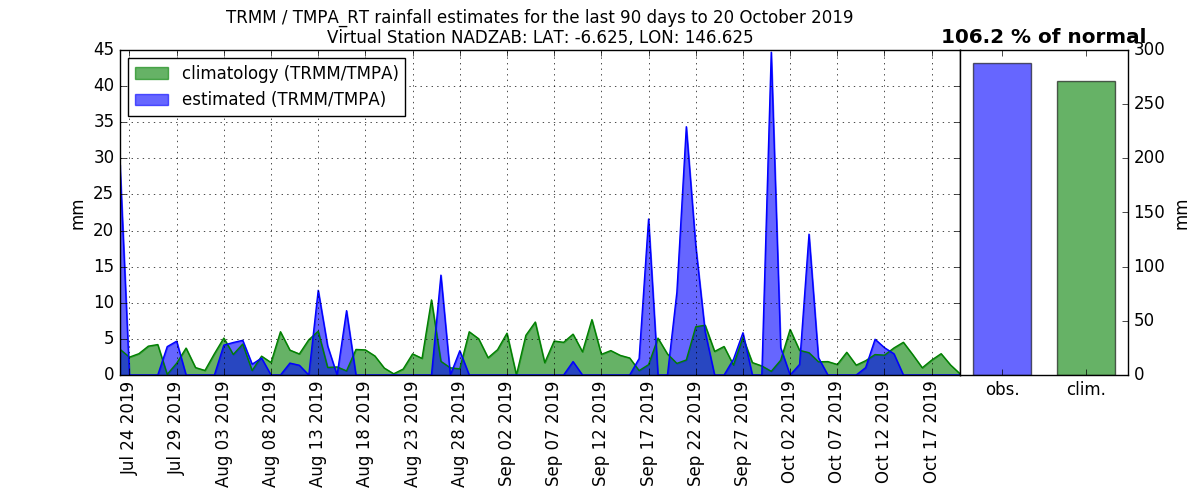 TRMM / TMPA_RT rainfall estimates for the last 90 days to 20 October 2019
Virtual Station NADZAB: LAT: -6.625, LON: 146.625
106.2 % of normal
climatology (TRMM/TMPA)
estimated (TRMM/TMPA)
mm
45
40
35
30
25
20
15
10
5
0
Jul 24 2019
Jul 29 2019
Aug 03 2019
Aug 08 2019
Aug 13 2019
Aug 18 2019
Aug 23 2019
Aug 28 2019
Sep 02 2019
Sep 07 2019
Sep 12 2019
Sep 17 2019
Sep 22 2019
Sep 27 2019
Oct 02 2019
Oct 07 2019
Oct 12 2019
Oct 17 2019
obs.
clim.
300
250
200
150
100
50
0
mm